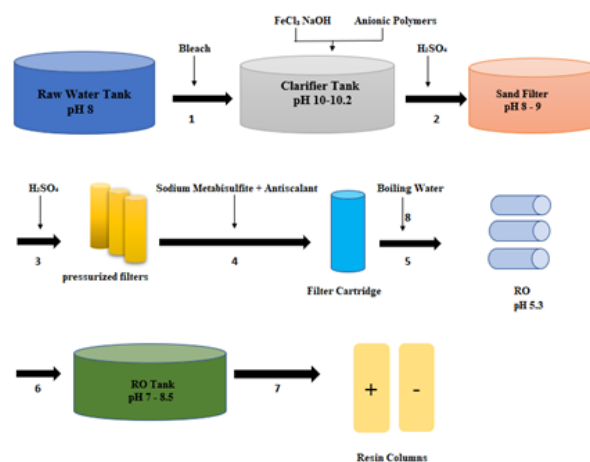 FeCl₃ NaOH
Anionic Polymers
Bleach
H₂SO₄
Raw Water Tank
pH 8
Clarifier Tank
pH 10-10.2
Sand Filter
pH 8 - 9
1
2
H₂SO₄
Sodium Metabisulfite + Antiscalant
Boiling Water
8
3
pressurized filters
4
Filter Cartridge
5
RO
pH 5.3
RO Tank
pH 7 - 8.5
6
7
+
-
Resin Columns